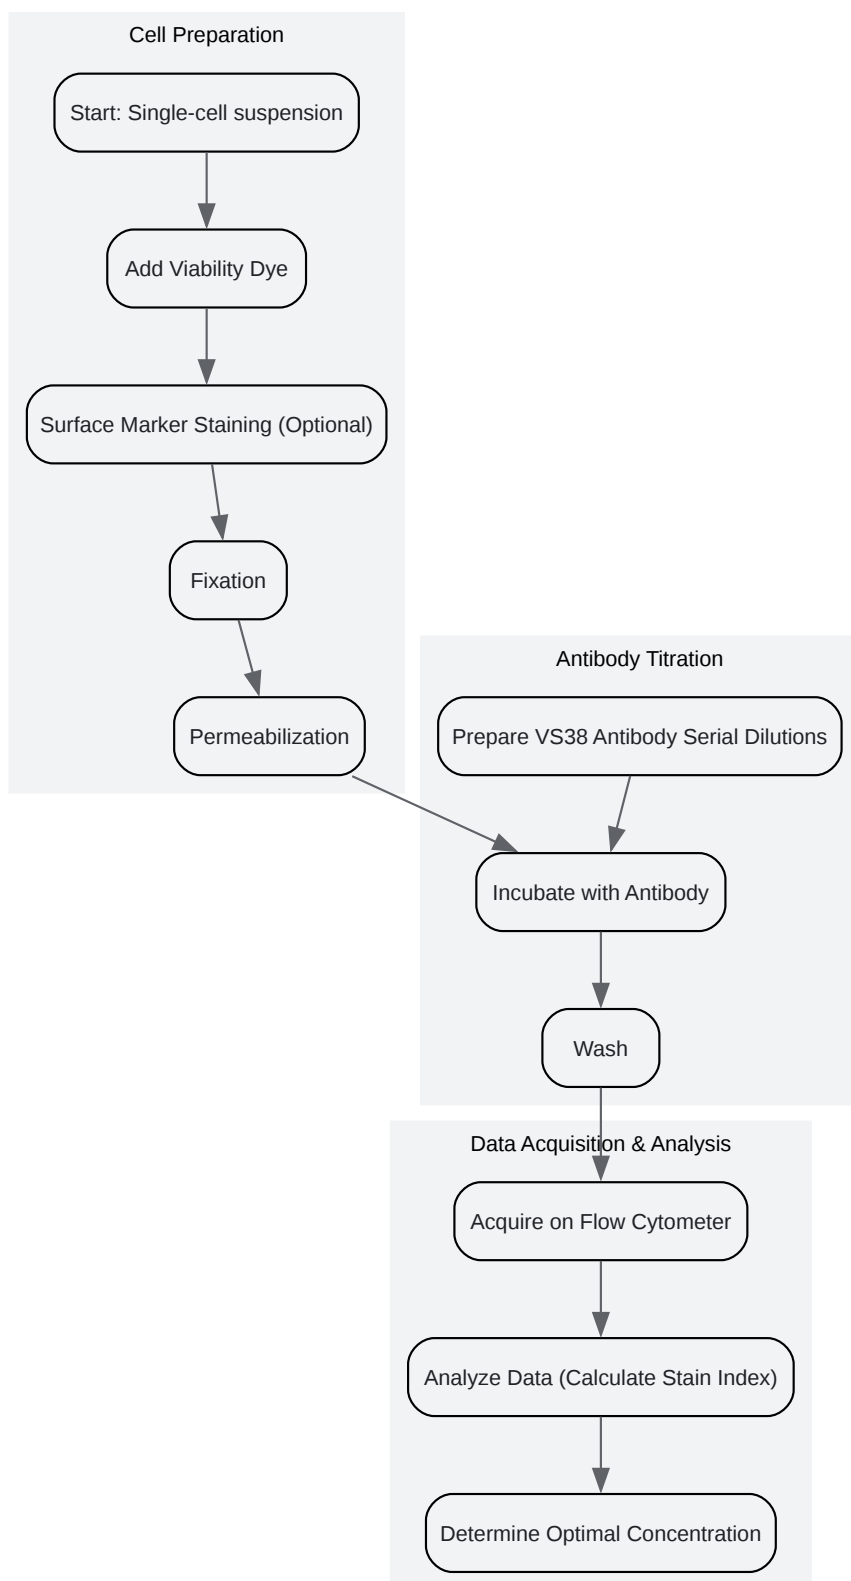 Cell Preparation
Start: Single-cell suspension
Add Viability Dye
Surface Marker Staining (Optional)
Fixation
Permeabilization
Antibody Titration
Prepare VS38 Antibody Serial Dilutions
Incubate with Antibody
Wash
Data Acquisition & Analysis
Acquire on Flow Cytometer
Analyze Data (Calculate Stain Index)
Determine Optimal Concentration